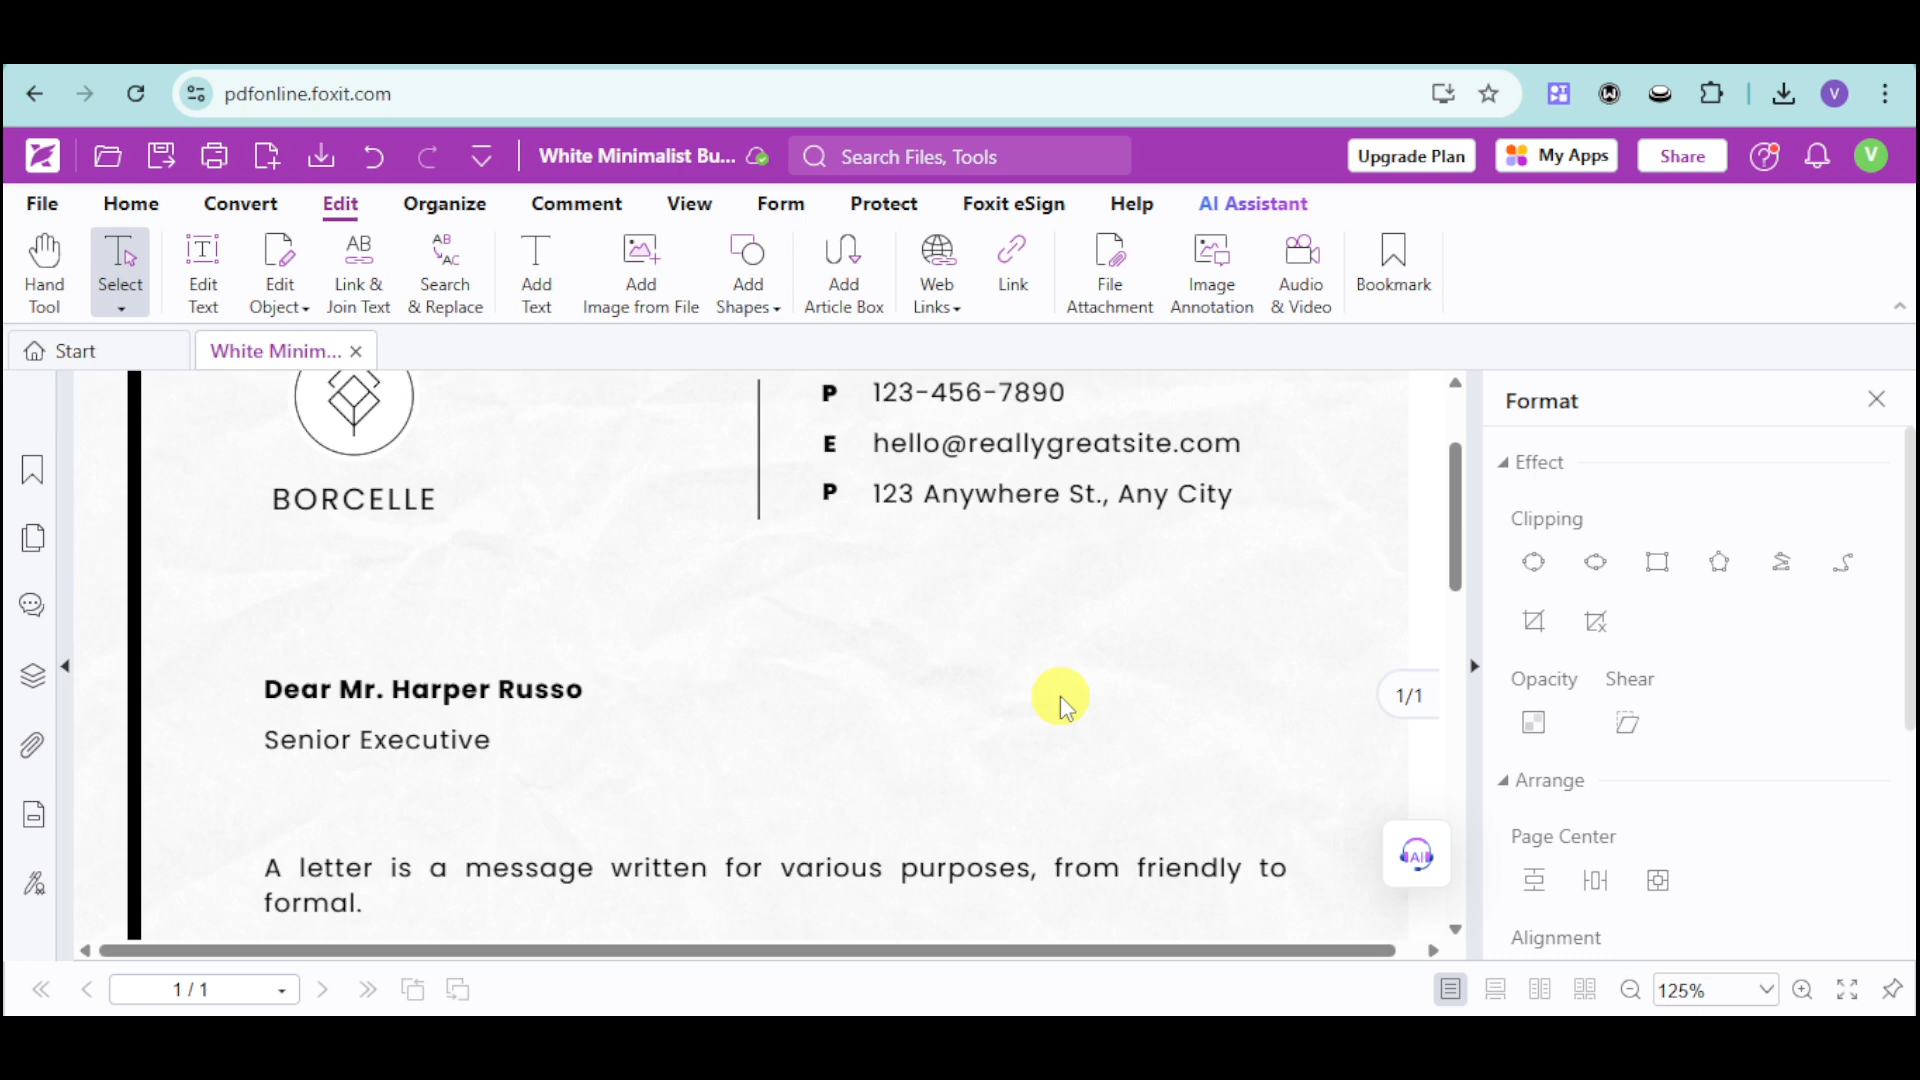 pdfonline.foxit.com
V
White Minimalist Bu...
Search Files, Tools
Upgrade Plan
My Apps
Share
V
File Home Convert Edit Organize Comment View Form Protect Foxit eSign Help AI Assistant
Hand Tool
Select
Edit Text
Edit Object
Link & Join Text
Search & Replace
Add Text
Add Image from File
Add Shapes
Add Article Box
Web Links
Link
File Attachment
Image Annotation
Audio & Video
Bookmark
Start
White Minim...
P 123-456-7890
E hello@reallygreatsite.com
P 123 Anywhere St., Any City
BORCELLE
Dear Mr. Harper Russo
Senior Executive
A letter is a message written for various purposes, from friendly to
formal.
1/1
AI
Format
Effect
Clipping
Opacity Shear
Arrange
Page Center
Alignment
1 / 1
125%